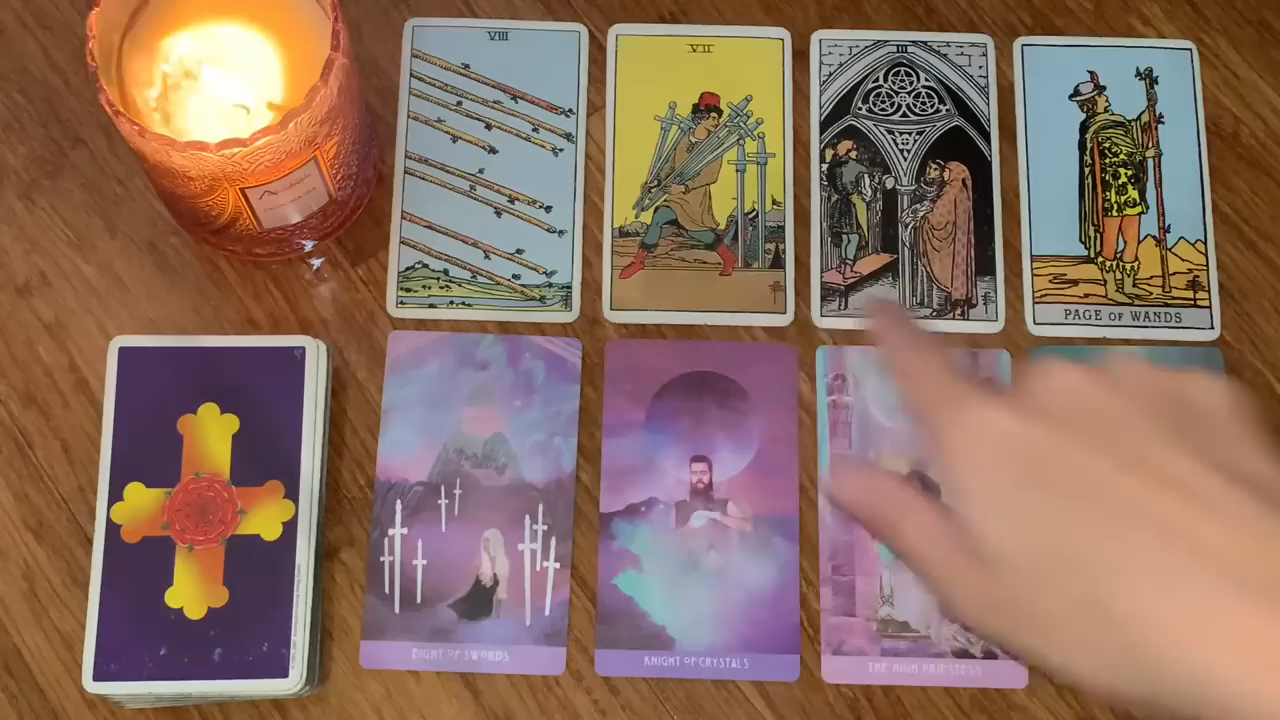 VIII
VII
III
PAGE OF WANDS
EIGHT OF SWORDS
KNIGHT OF CRYSTALS
THE HIGH PRIESTESS